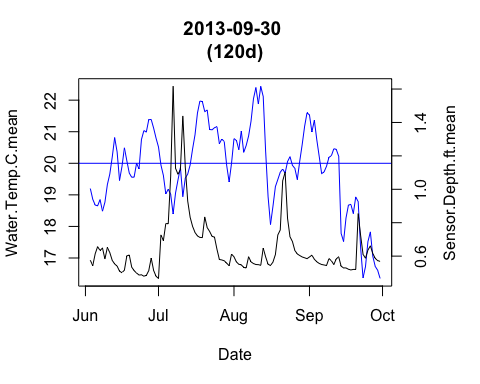 2013-09-30
(120d)
Water.Temp.C.mean
22
21
20
19
18
17
1.4
1.0
0.6
Sensor.Depth.ft.mean
Jun Jul Aug Sep Oct
Date